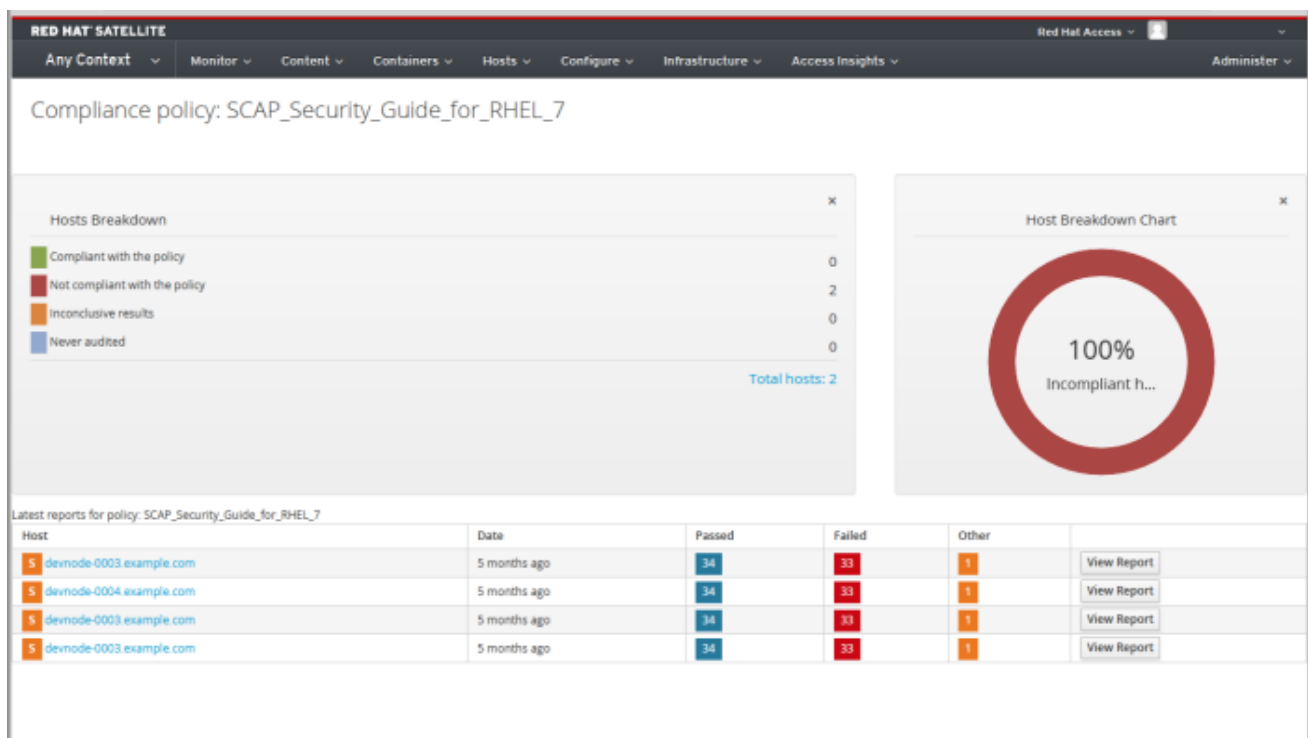 RED HAT SATELLITE
Red Hat Access
Any Context Monitor Content Containers Hosts Configure Infrastructure Access Insights Administer
Compliance policy: SCAP_Security_Guide_for_RHEL_7
Hosts Breakdown
Compliant with the policy 0
Not compliant with the policy 2
Inconclusive results 0
Never audited 0
Total hosts: 2
Host Breakdown Chart
100%
Incompliant h...
Latest reports for policy: SCAP_Security_Guide_for_RHEL_7
Host Date Passed Failed Other
S devnode-0003.example.com 5 months ago 34 33 1 View Report
S devnode-0004.example.com 5 months ago 34 33 1 View Report
S devnode-0003.example.com 5 months ago 34 33 1 View Report
S devnode-0003.example.com 5 months ago 34 33 1 View Report